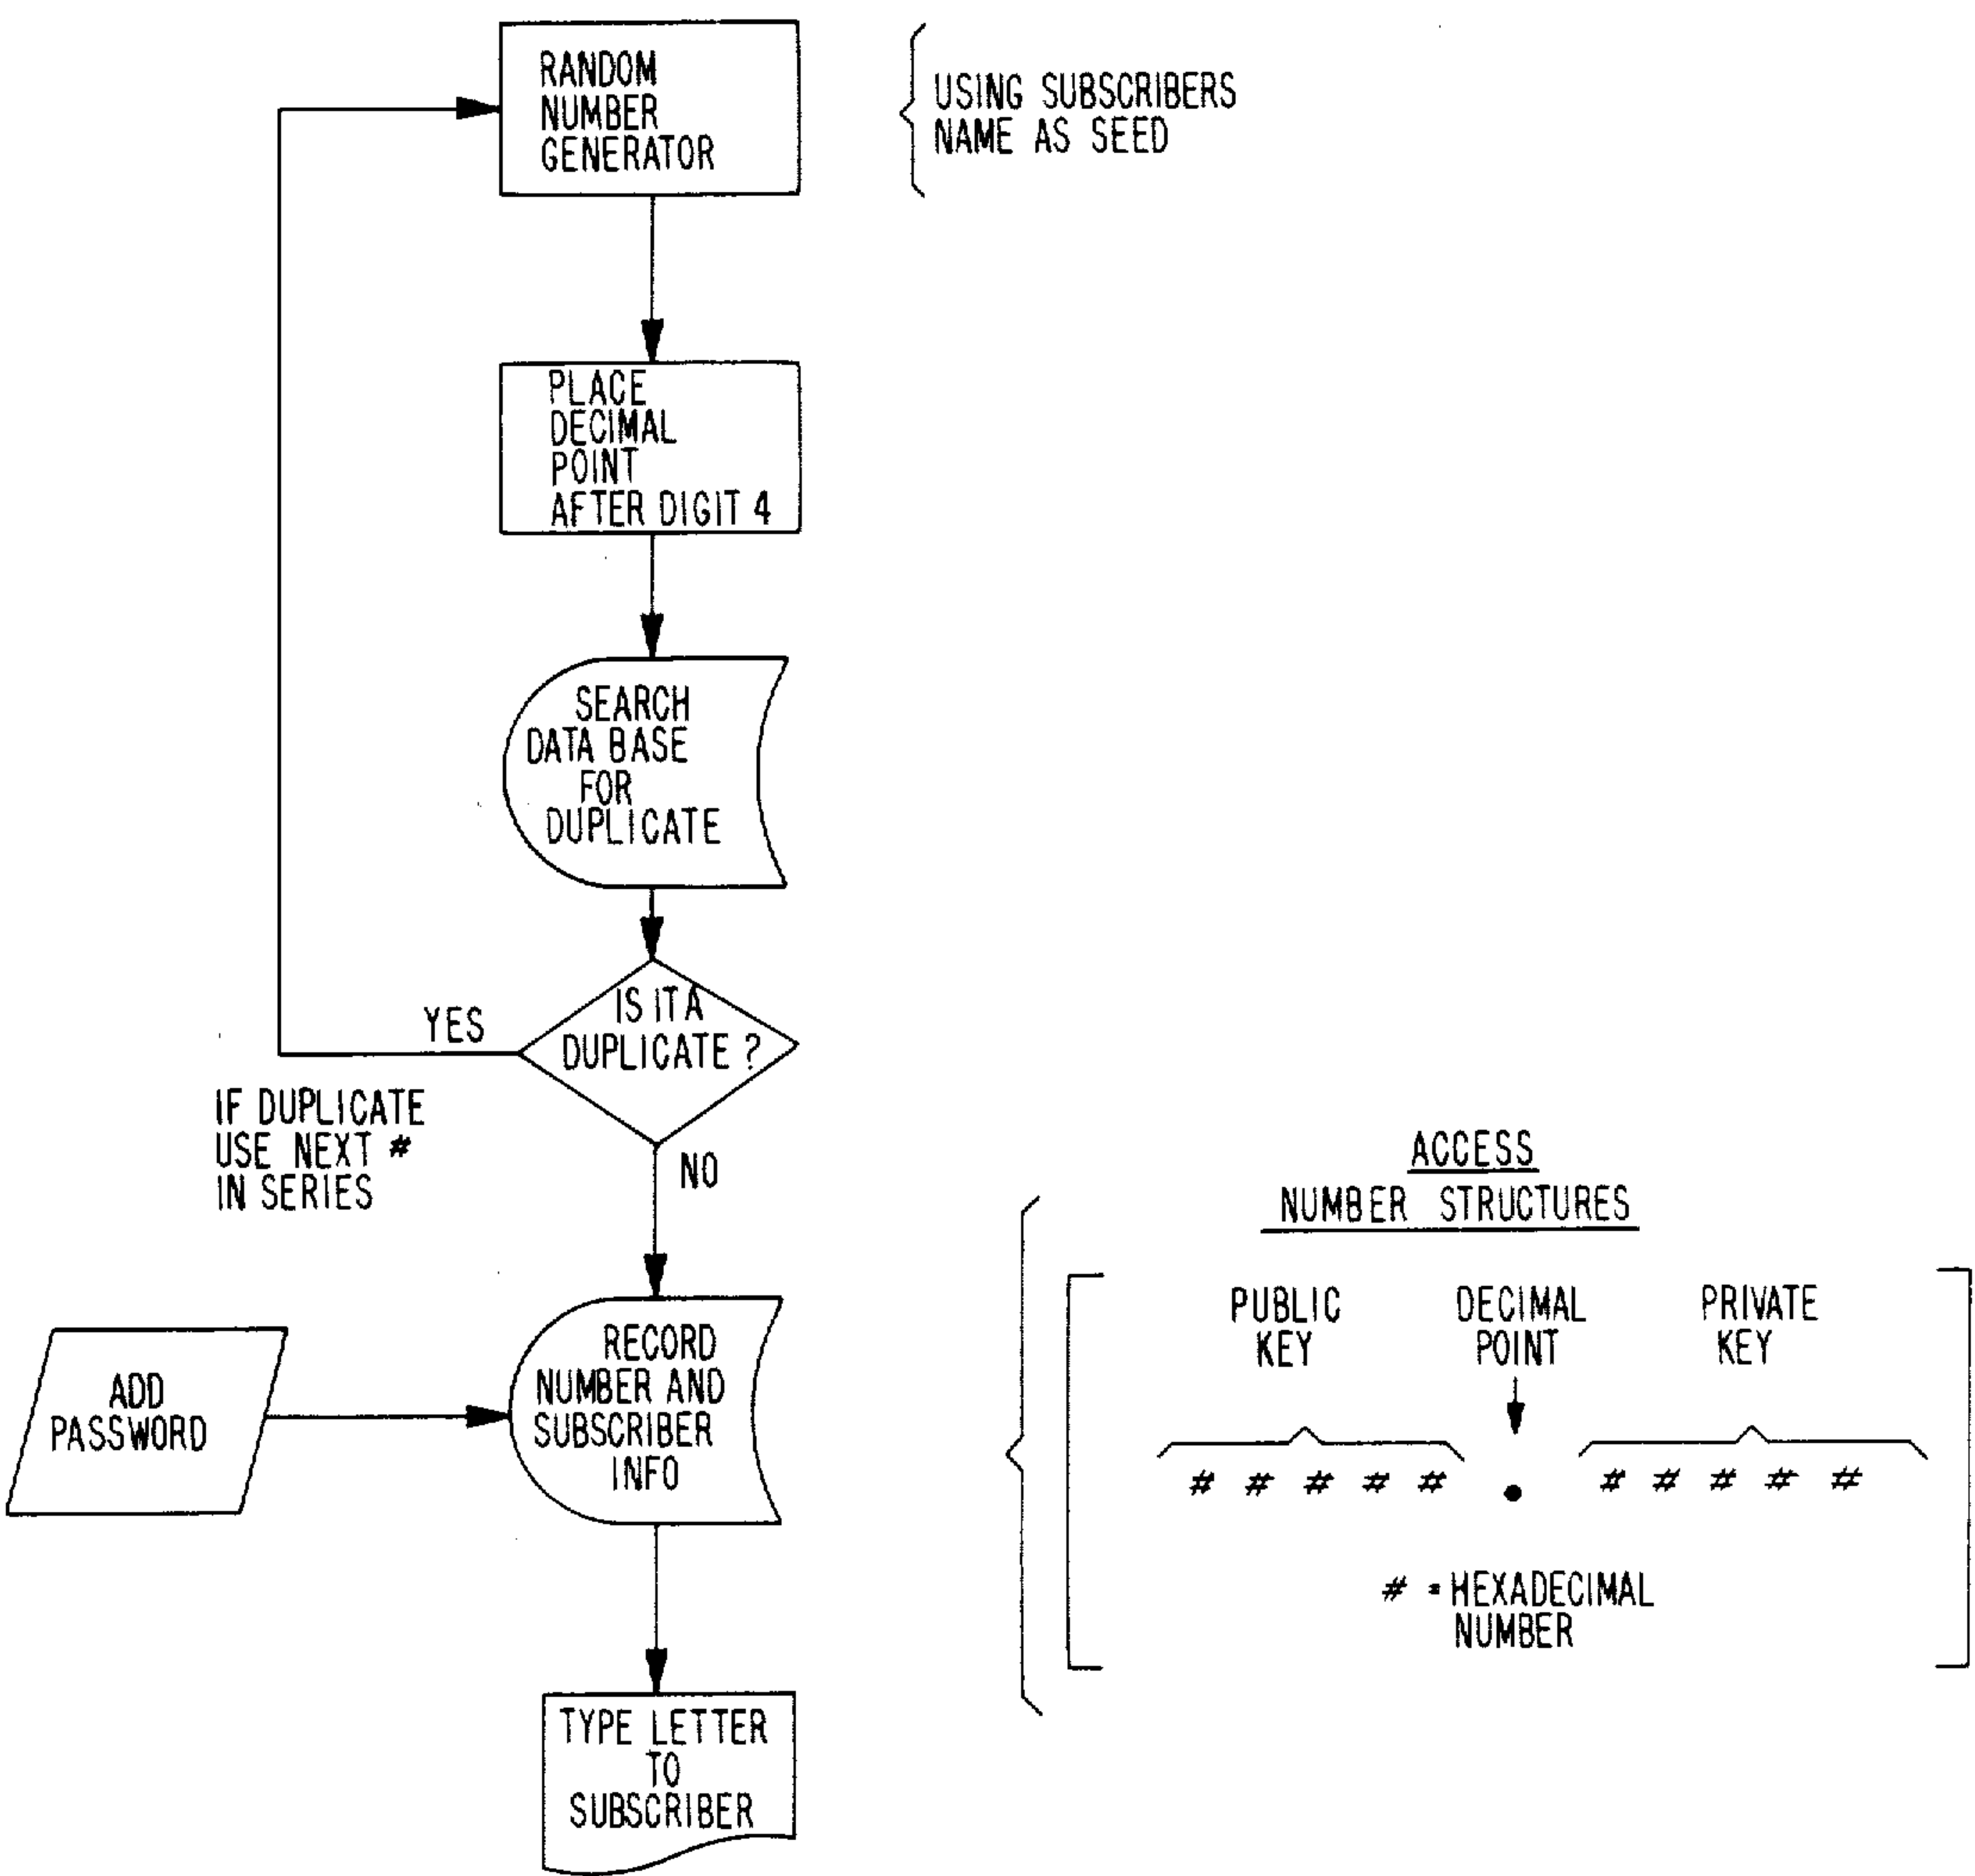 RANDOM
NUMBER
GENERATOR
USING SUBSCRIBERS
NAME AS SEED
PLACE
DECIMAL
POINT
AFTER DIGIT 4
SEARCH
DATA BASE
FOR
DUPLICATE
IS IT A
DUPLICATE ?
YES
IF DUPLICATE
USE NEXT #
IN SERIES
NO
ADD
PASSWORD
RECORD
NUMBER AND
SUBSCRIBER
INFO
TYPE LETTER
TO
SUBSCRIBER
ACCESS
NUMBER STRUCTURES
PUBLIC
KEY
DECIMAL
POINT
PRIVATE
KEY
# # # # # . # # # # #
# = HEXADECIMAL
NUMBER